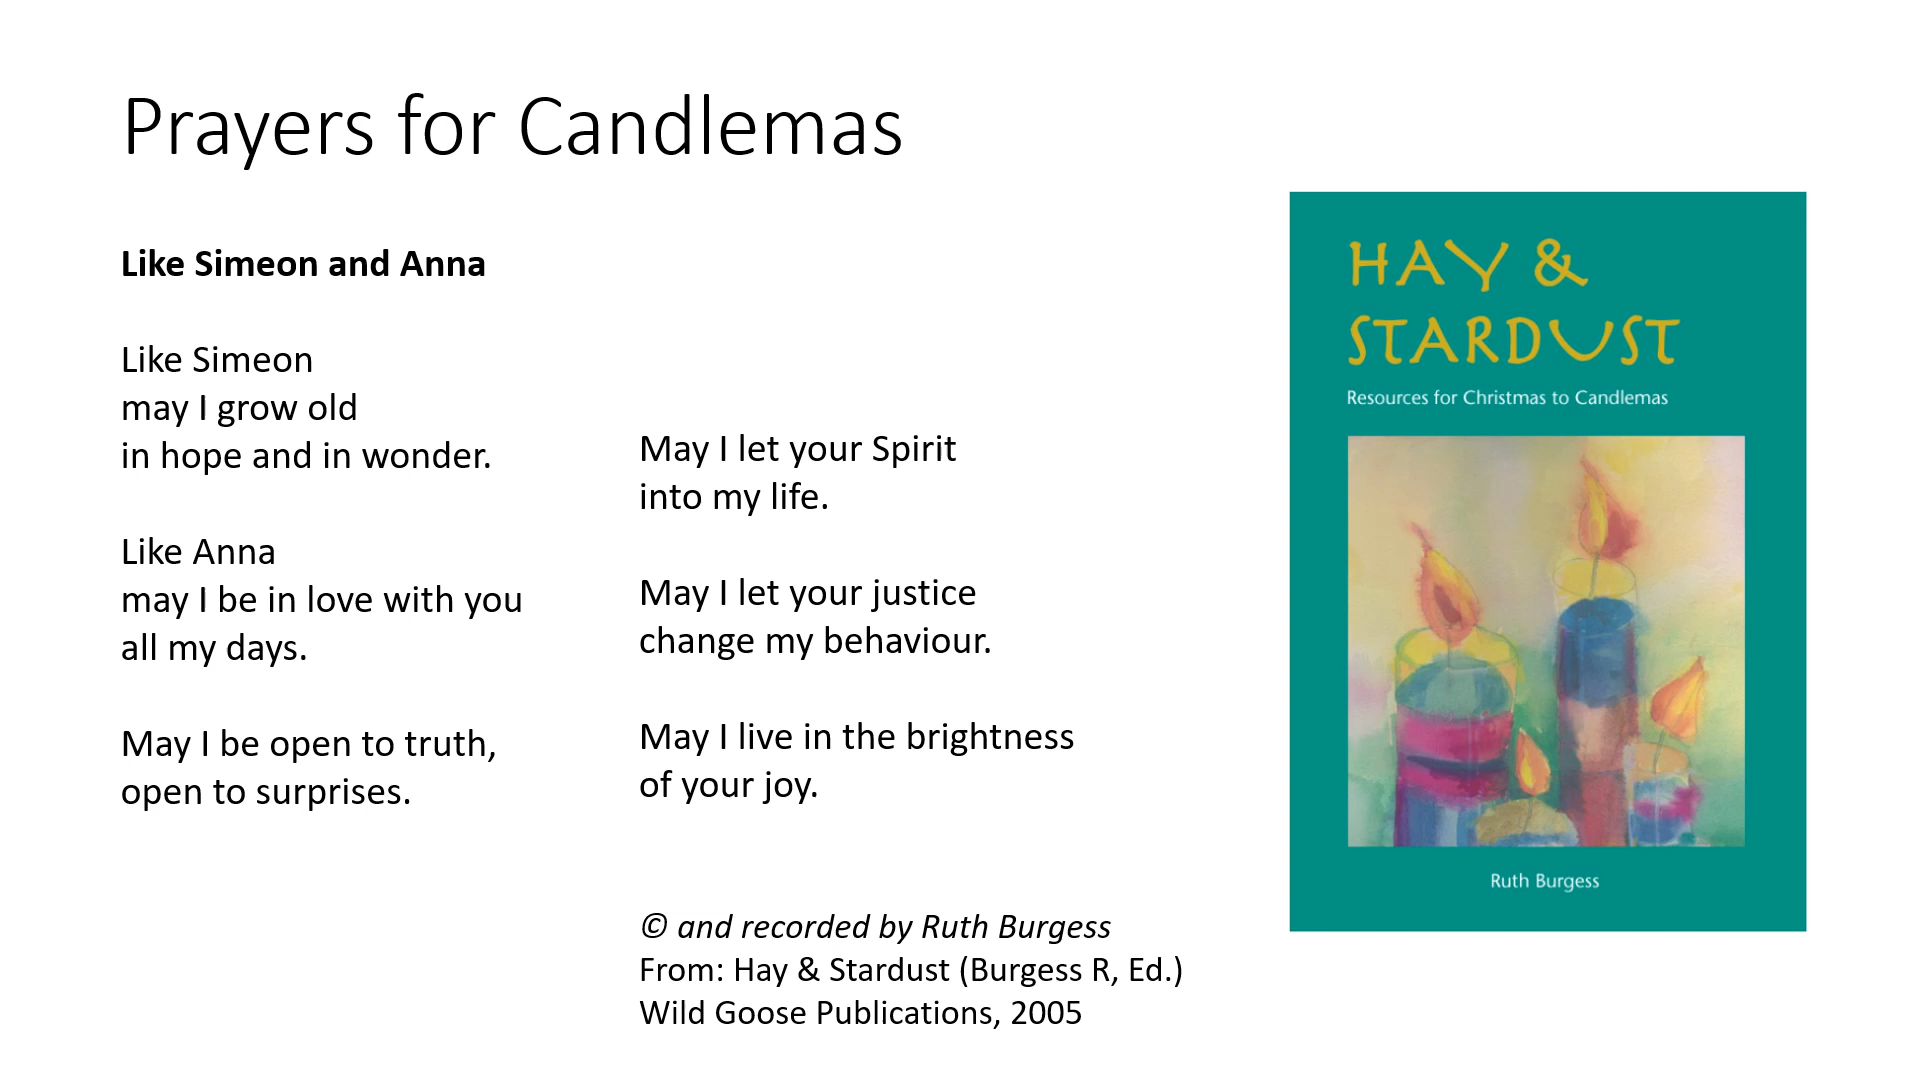 Prayers for Candlemas
Like Simeon and Anna
Like Simeon
may I grow old
in hope and in wonder.
Like Anna
may I be in love with you
all my days.
May I be open to truth,
open to surprises.
May I let your Spirit
into my life.
May I let your justice
change my behaviour.
May I live in the brightness
of your joy.
© and recorded by Ruth Burgess
From: Hay & Stardust (Burgess R, Ed.)
Wild Goose Publications, 2005
HAY &
STARDUST
Resources for Christmas to Candlemas
Ruth Burgess